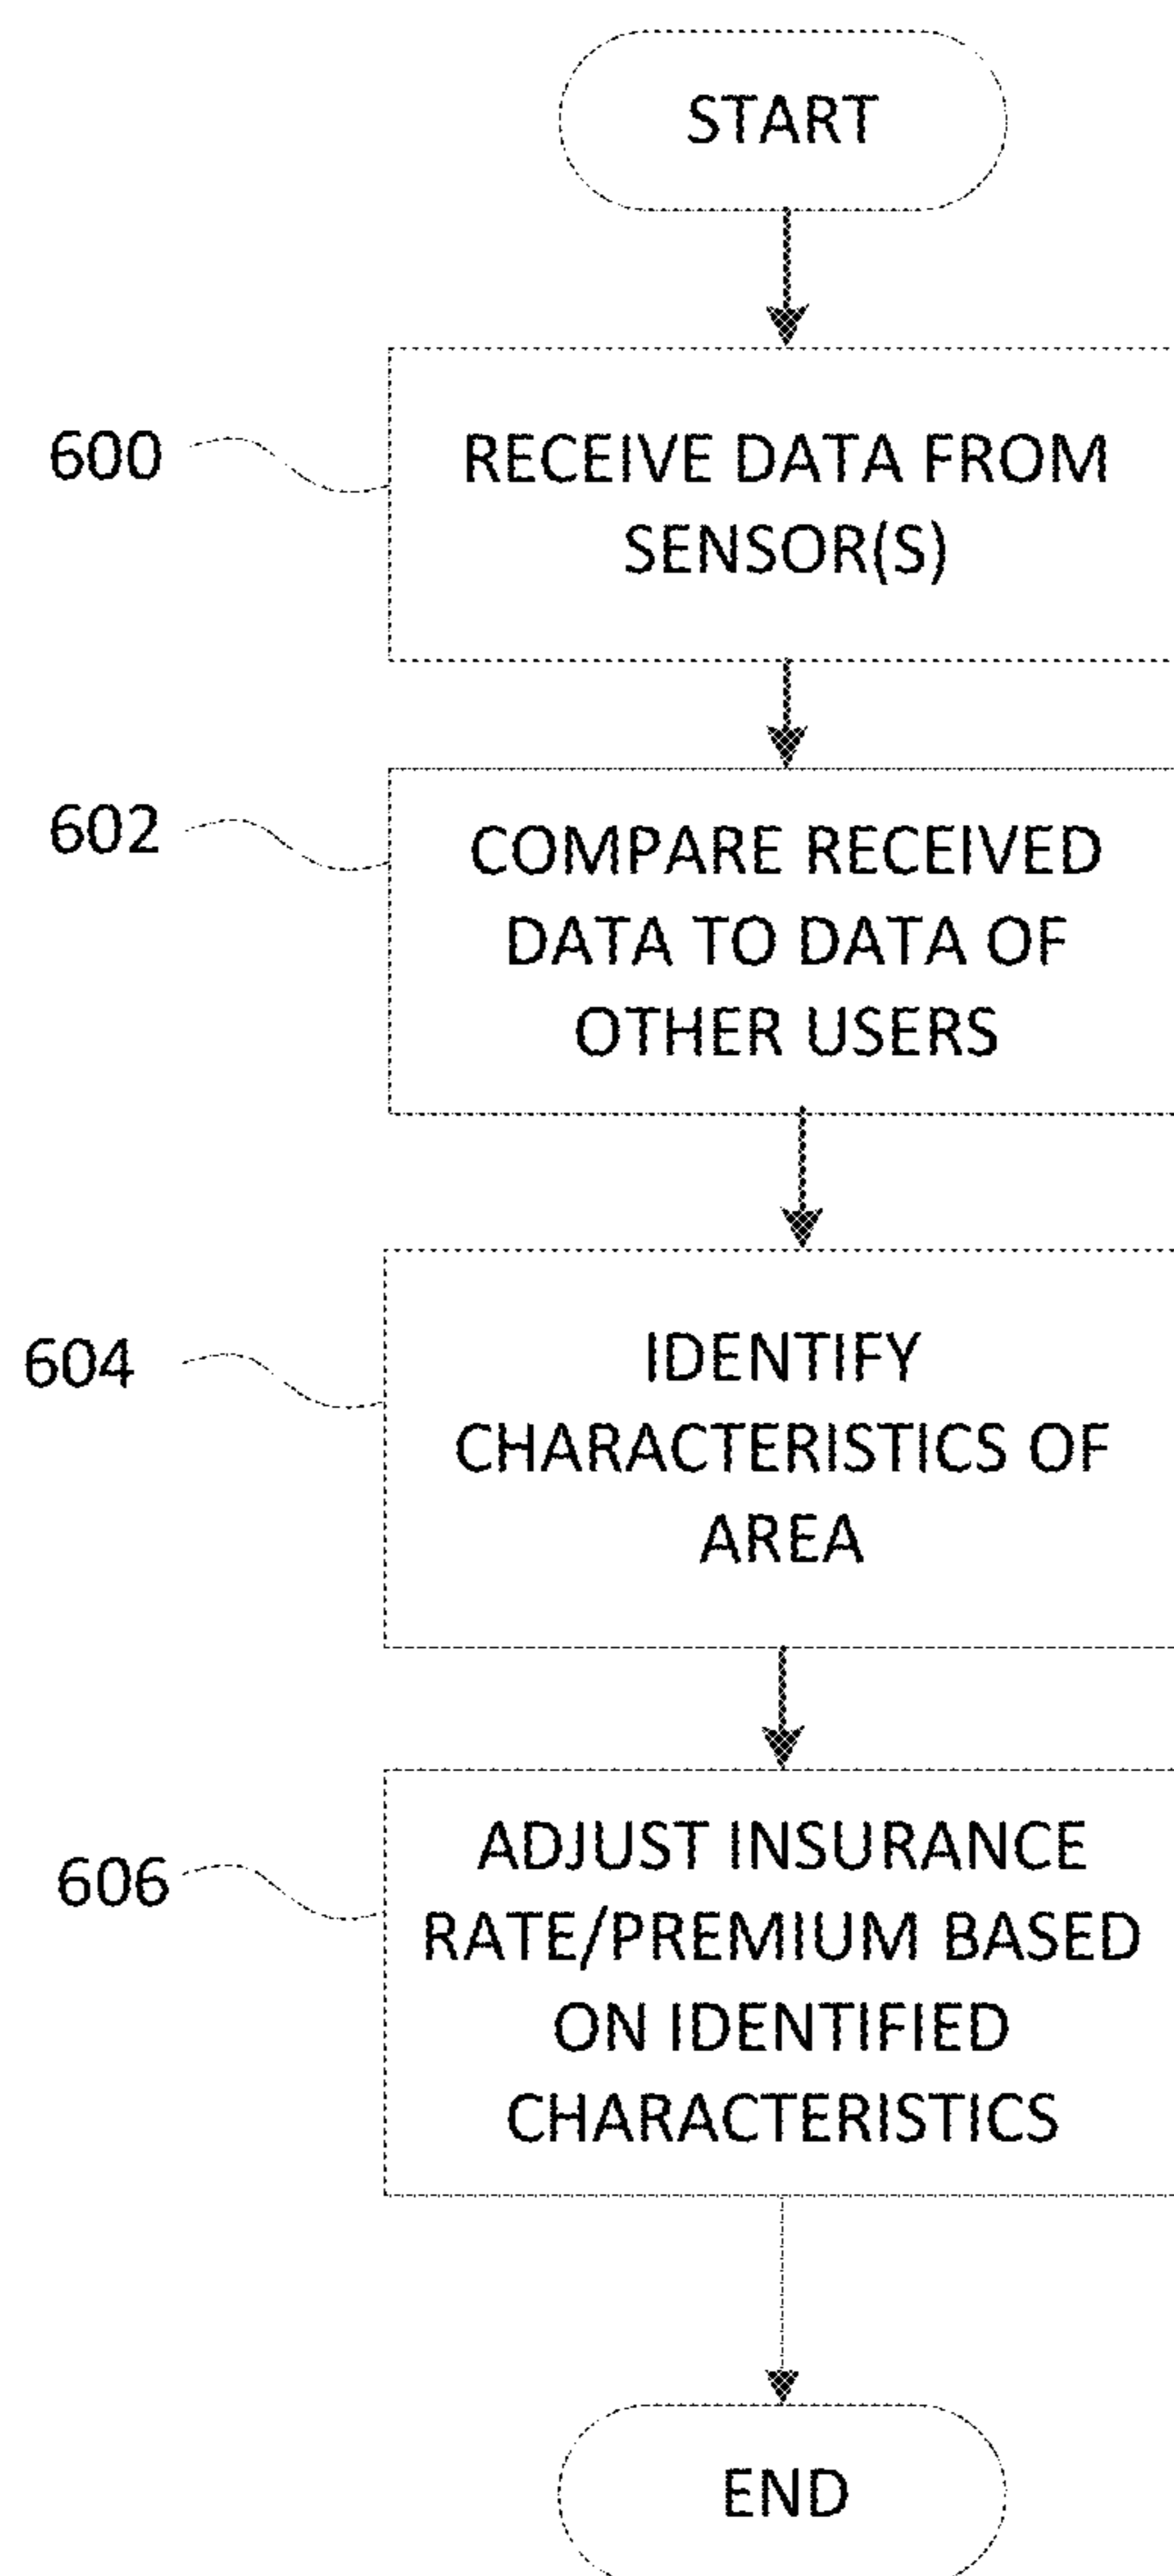 START
600
RECEIVE DATA FROM
SENSOR(S)
602
COMPARE RECEIVED
DATA TO DATA OF
OTHER USERS
604
IDENTIFY
CHARACTERISTICS OF
AREA
606
ADJUST INSURANCE
RATE/PREMIUM BASED
ON IDENTIFIED
CHARACTERISTICS
END